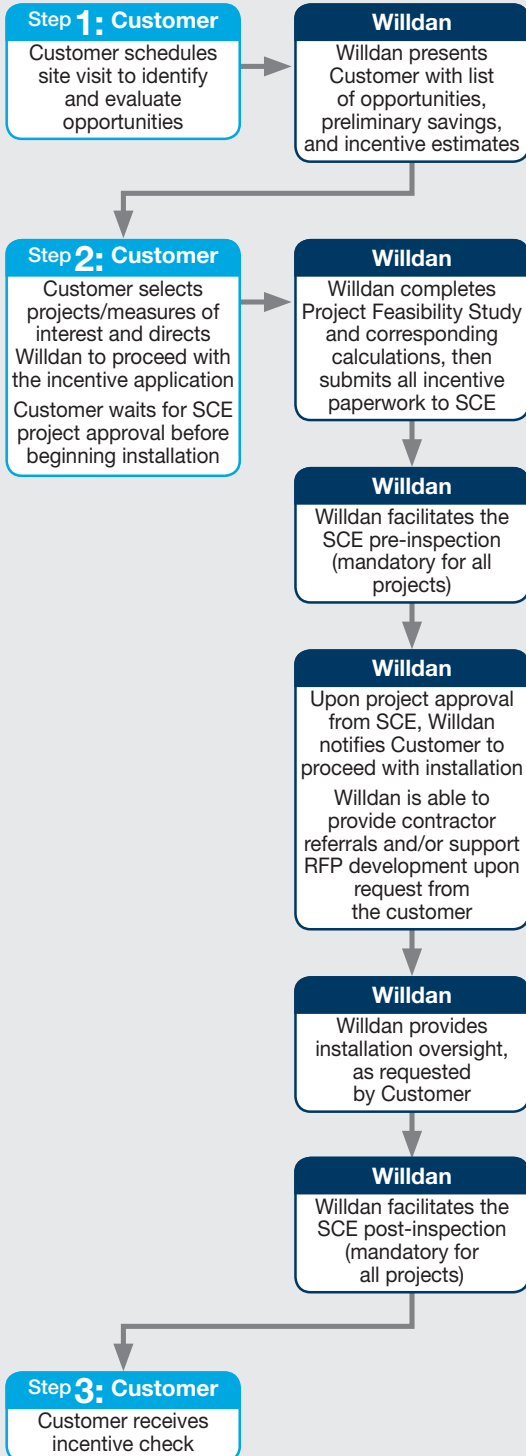 Step 1: Customer
Customer schedules
site visit to identify
and evaluate
opportunities
Willdan
Willdan presents
Customer with list
of opportunities,
preliminary savings,
and incentive estimates
Step 2: Customer
Customer selects
projects/measures of
interest and directs
Willdan to proceed with
the incentive application
Customer waits for SCE
project approval before
beginning installation
Willdan
Willdan completes
Project Feasibility Study
and corresponding
calculations, then
submits all incentive
paperwork to SCE
Willdan
Willdan facilitates the
SCE pre-inspection
(mandatory for all
projects)
Willdan
Upon project approval
from SCE, Willdan
notifies Customer to
proceed with installation
Willdan is able to
provide contractor
referrals and/or support
RFP development upon
request from
the customer
Willdan
Willdan provides
installation oversight,
as requested
by Customer
Willdan
Willdan facilitates the
SCE post-inspection
(mandatory for
all projects)
Step 3: Customer
Customer receives
incentive check